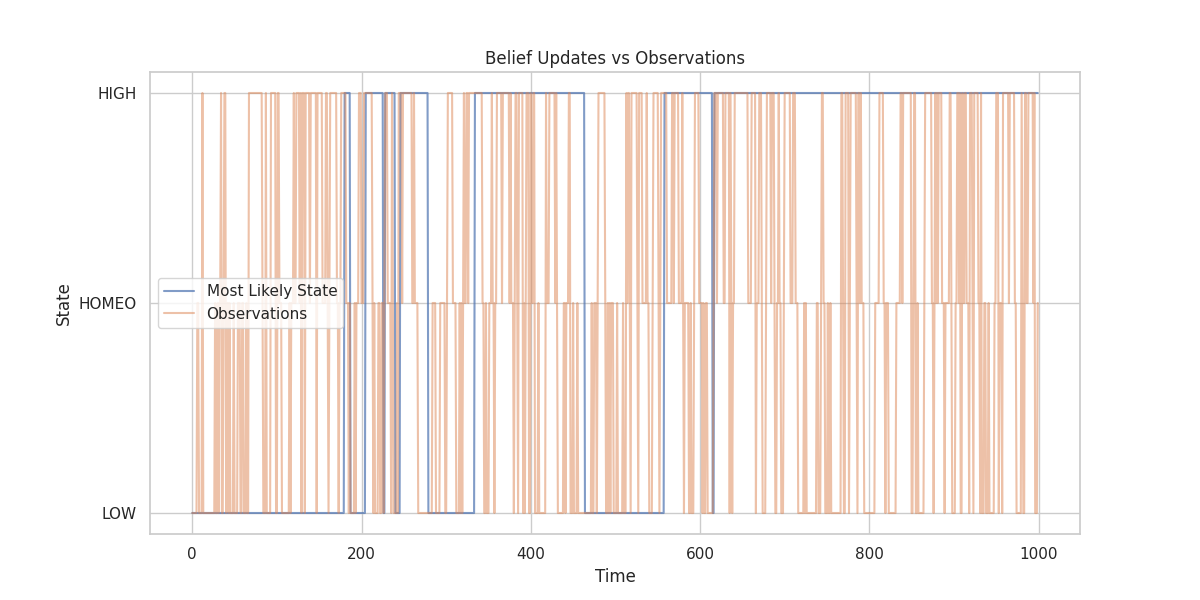 Belief Updates vs Observations
HIGH
HOMEO
LOW
State
Most Likely State
Observations
0
200
400
600
800
1000
Time